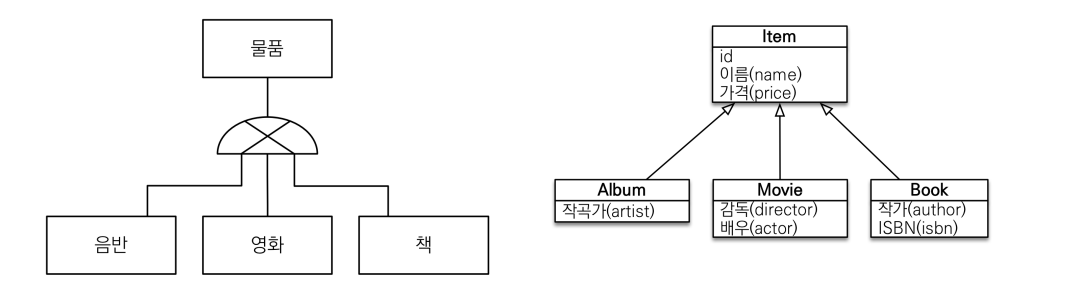 물품
음반
영화
책
Item
id
이름(name)
가격(price)
Album
작곡가(artist)
Movie
감독(director)
배우(actor)
Book
작가(author)
ISBN(isbn)